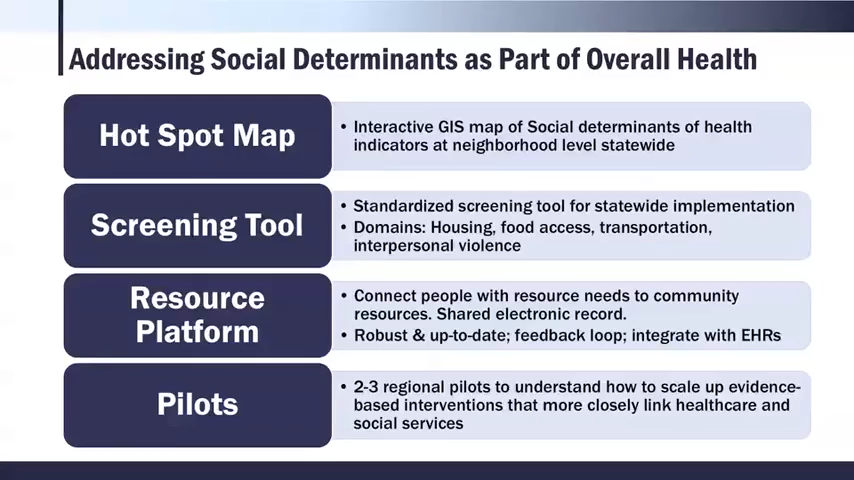 Addressing Social Determinants as Part of Overall Health
Hot Spot Map
• Interactive GIS map of Social determinants of health
indicators at neighborhood level statewide
Screening Tool
• Standardized screening tool for statewide implementation
• Domains: Housing, food access, transportation,
interpersonal violence
Resource
Platform
• Connect people with resource needs to community
resources. Shared electronic record.
• Robust & up-to-date; feedback loop; integrate with EHRs
Pilots
• 2-3 regional pilots to understand how to scale up evidence-
based interventions that more closely link healthcare and
social services